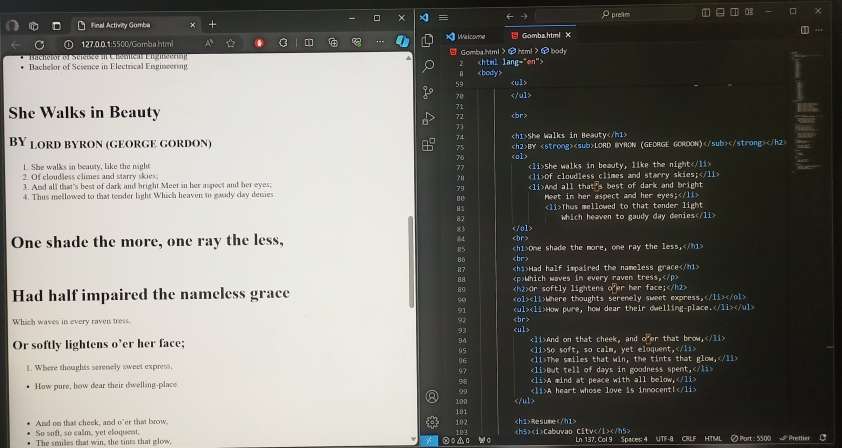 Final Activity Gomba
127.0.0.1:5500/Gomba.html
Bachelor of Science in Chemical Engineering
Bachelor of Science in Electrical Engineering
She Walks in Beauty
BY LORD BYRON (GEORGE GORDON)
1. She walks in beauty, like the night
2. Of cloudless climes and starry skies;
3. And all that's best of dark and bright Meet in her aspect and her eyes;
4. Thus mellowed to that tender light Which heaven to gaudy day denies
One shade the more, one ray the less,
Had half impaired the nameless grace
Which waves in every raven tress,
Or softly lightens o'er her face;
1. Where thoughts serenely sweet express,
How pure, how dear their dwelling-place.
And on that cheek, and o'er that brow,
So soft, so calm, yet eloquent,
The smiles that win, the tints that glow,
prelim
Welcome
Gomba.html
Gomba.html > html > body
2 <html lang="en">
8 <body>
59 <ul>
70 </ul>
71
72 <br>
73
74 <h1>She Walks in Beauty</h1>
75 <h2>BY <strong><sub>LORD BYRON (GEORGE GORDON)</sub></strong></h2>
76 <ol>
77 <li>She walks in beauty, like the night</li>
78 <li>Of cloudless climes and starry skies;</li>
79 <li>And all that's best of dark and bright
80 Meet in her aspect and her eyes;</li>
81 <li>Thus mellowed to that tender light
82 Which heaven to gaudy day denies</li>
83 </ol>
84 <br>
85 <h1>One shade the more, one ray the less,</h1>
86 <br>
87 <h1>Had half impaired the nameless grace</h1>
88 <p>Which waves in every raven tress,</p>
89 <h2>Or softly lightens o'er her face;</h2>
90 <ol><li>Where thoughts serenely sweet express,</li></ol>
91 <ul><li>How pure, how dear their dwelling-place.</li></ul>
92 <br>
93 <ul>
94 <li>And on that cheek, and o'er that brow,</li>
95 <li>So soft, so calm, yet eloquent,</li>
96 <li>The smiles that win, the tints that glow,</li>
97 <li>But tell of days in goodness spent,</li>
98 <li>A mind at peace with all below,</li>
99 <li>A heart whose love is innocent!</li>
100 </ul>
101
102 <h1>Resume</h1>
103 <h5><i>Cabuyao City</i></h5>
0 0 0 Ln 137, Col 9 Spaces: 4 UTF-8 CRLF HTML Port : 5500 Prettier